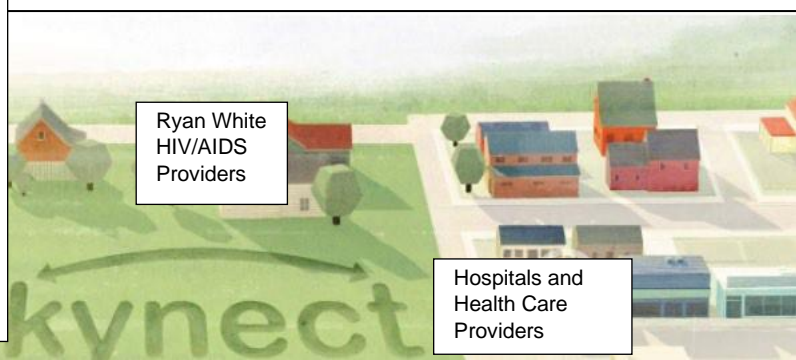 Ryan White
HIV/AIDS
Providers
Hospitals and
Health Care
Providers
kynect